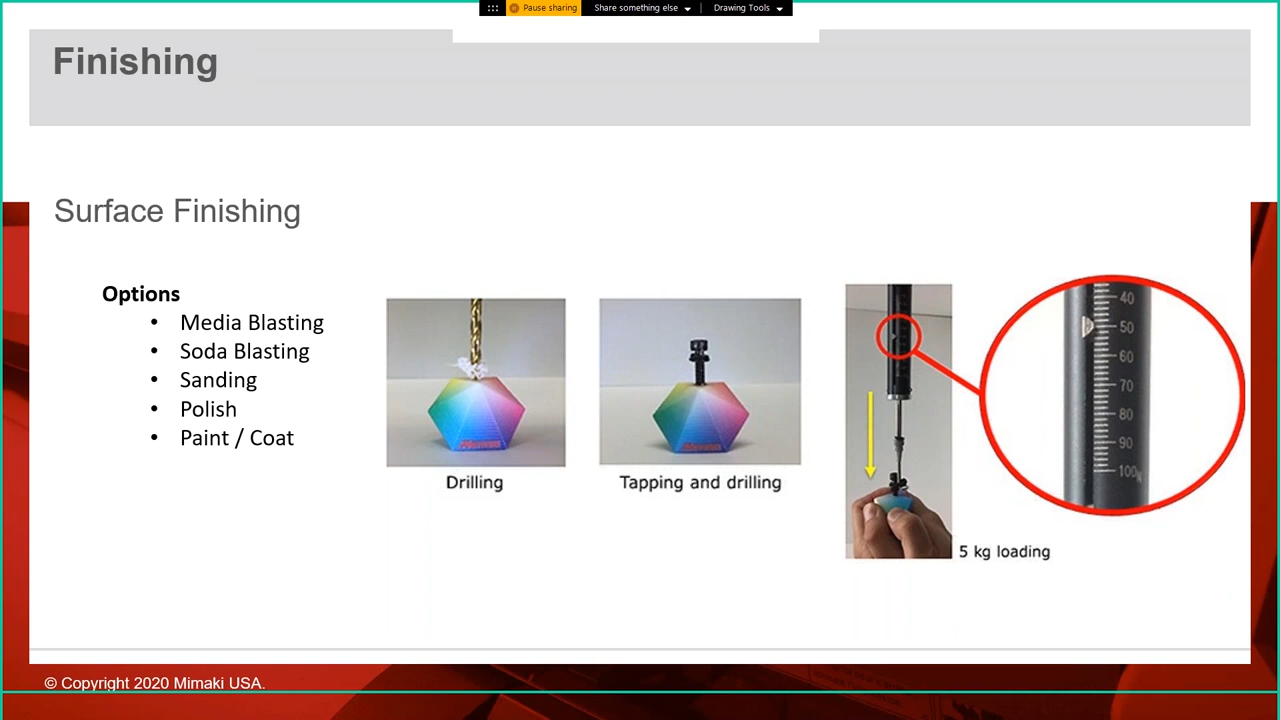 Pause sharing
Share something else
Drawing Tools
Finishing
Surface Finishing
Options
• Media Blasting
• Soda Blasting
• Sanding
• Polish
• Paint / Coat
Drilling
Tapping and drilling
40
50
60
70
80
90
100N
5 kg loading
© Copyright 2020 Mimaki USA.